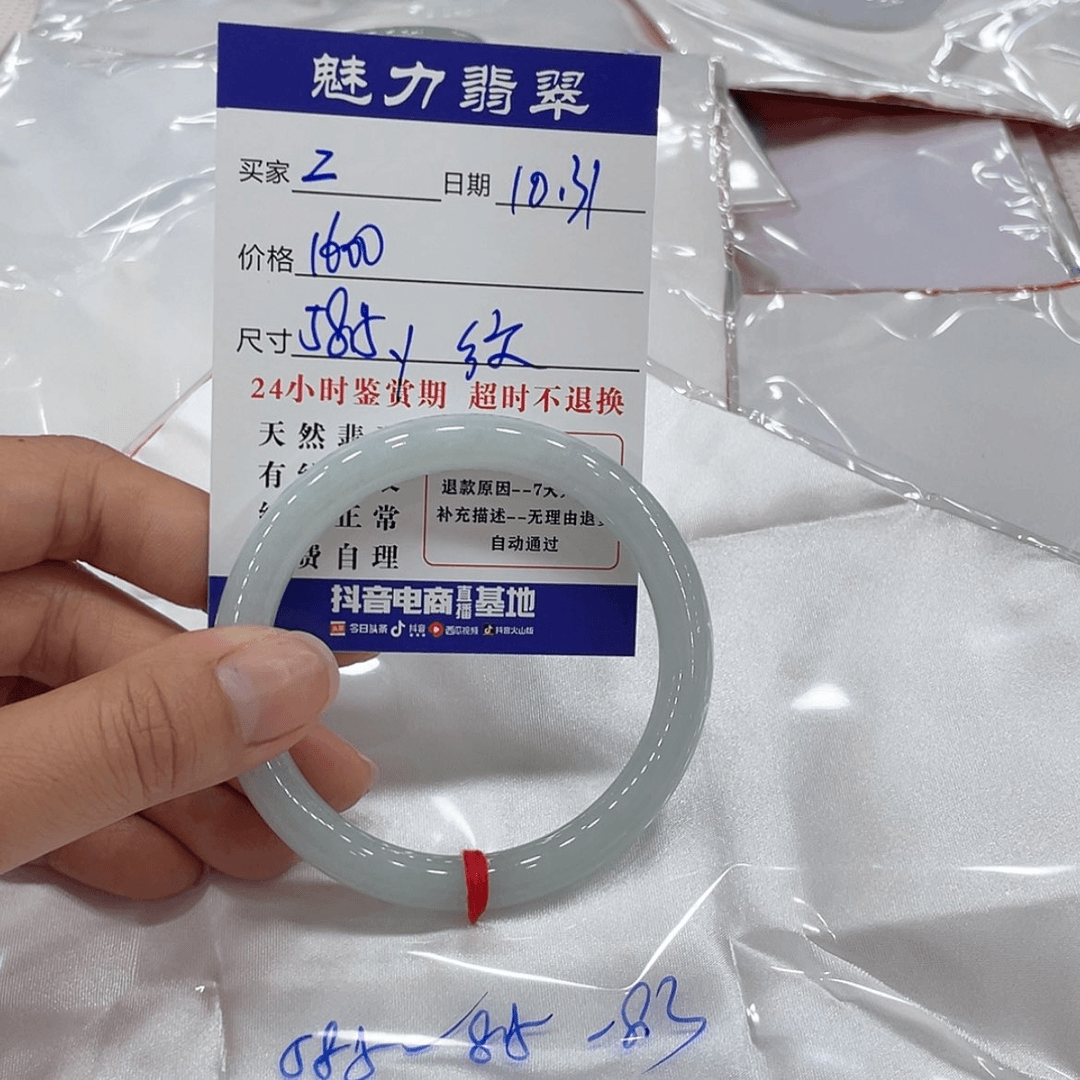 魅力翡翠
买家 Z 日期 10.31
价格 1600
尺寸 585y 纹
24小时鉴赏期 超时不退换
天然翡
有
退款原因--7天
正常 补充描述--无理由退
费自理 自动通过
抖音电商直播基地
今日头条 抖音 西瓜视频 抖音火山版
585-85-83